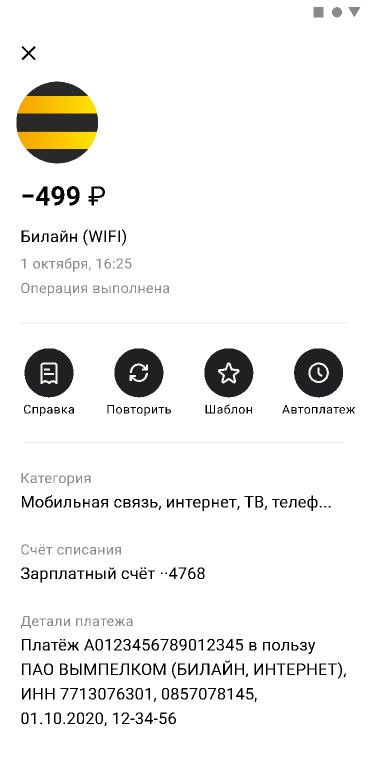 −499 ₽
Билайн (WIFI)
1 октября, 16:25
Операция выполнена
Справка Повторить Шаблон Автоплатеж
Категория
Мобильная связь, интернет, ТВ, телеф...
Счёт списания
Зарплатный счёт ··4768
Детали платежа
Платёж А0123456789012345 в пользу
ПАО ВЫМПЕЛКОМ (БИЛАЙН, ИНТЕРНЕТ),
ИНН 7713076301, 0857078145,
01.10.2020, 12-34-56